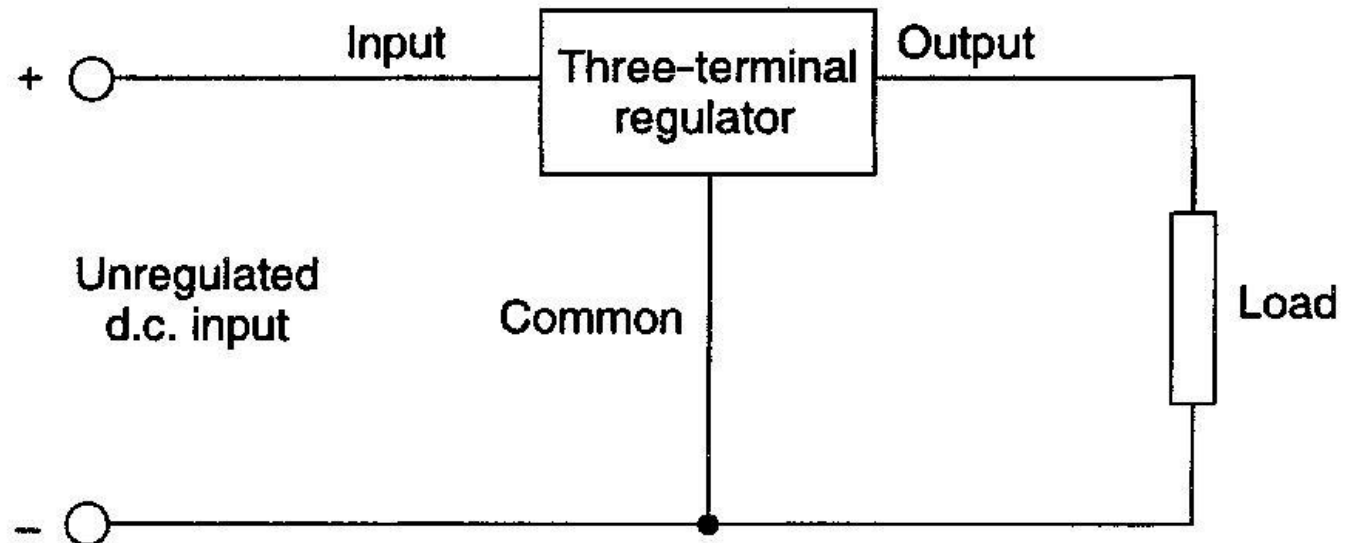 Input
Three-terminal
regulator
Output
+
Unregulated
d.c. input
Common
Load
−